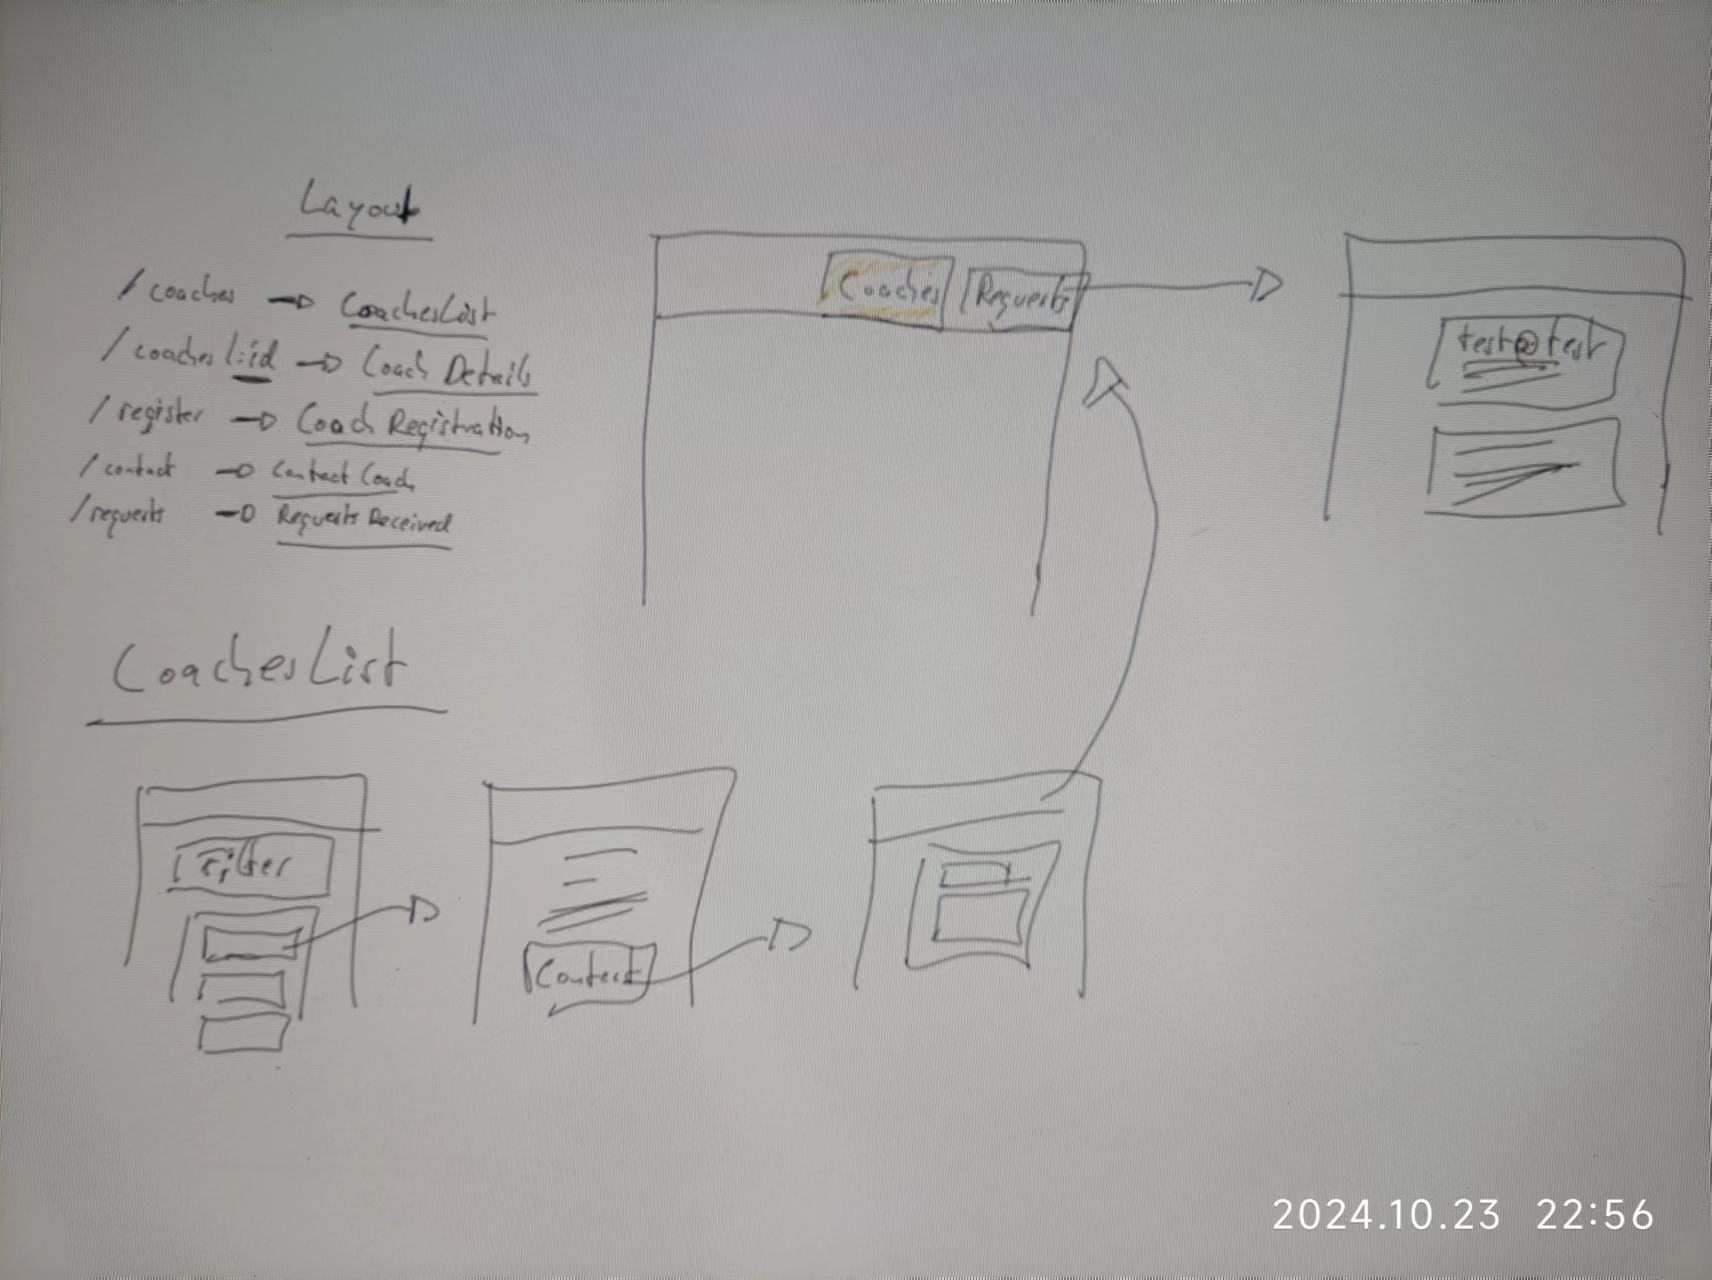 Layout
/coaches → CoachesList
/coaches/:id → Coach Details
/register → Coach Registration
/contact → Contact Coach
/requests → Requests Received
Coaches
Requests
test@test
CoachesList
Filter
Contact
2024.10.23 22:56